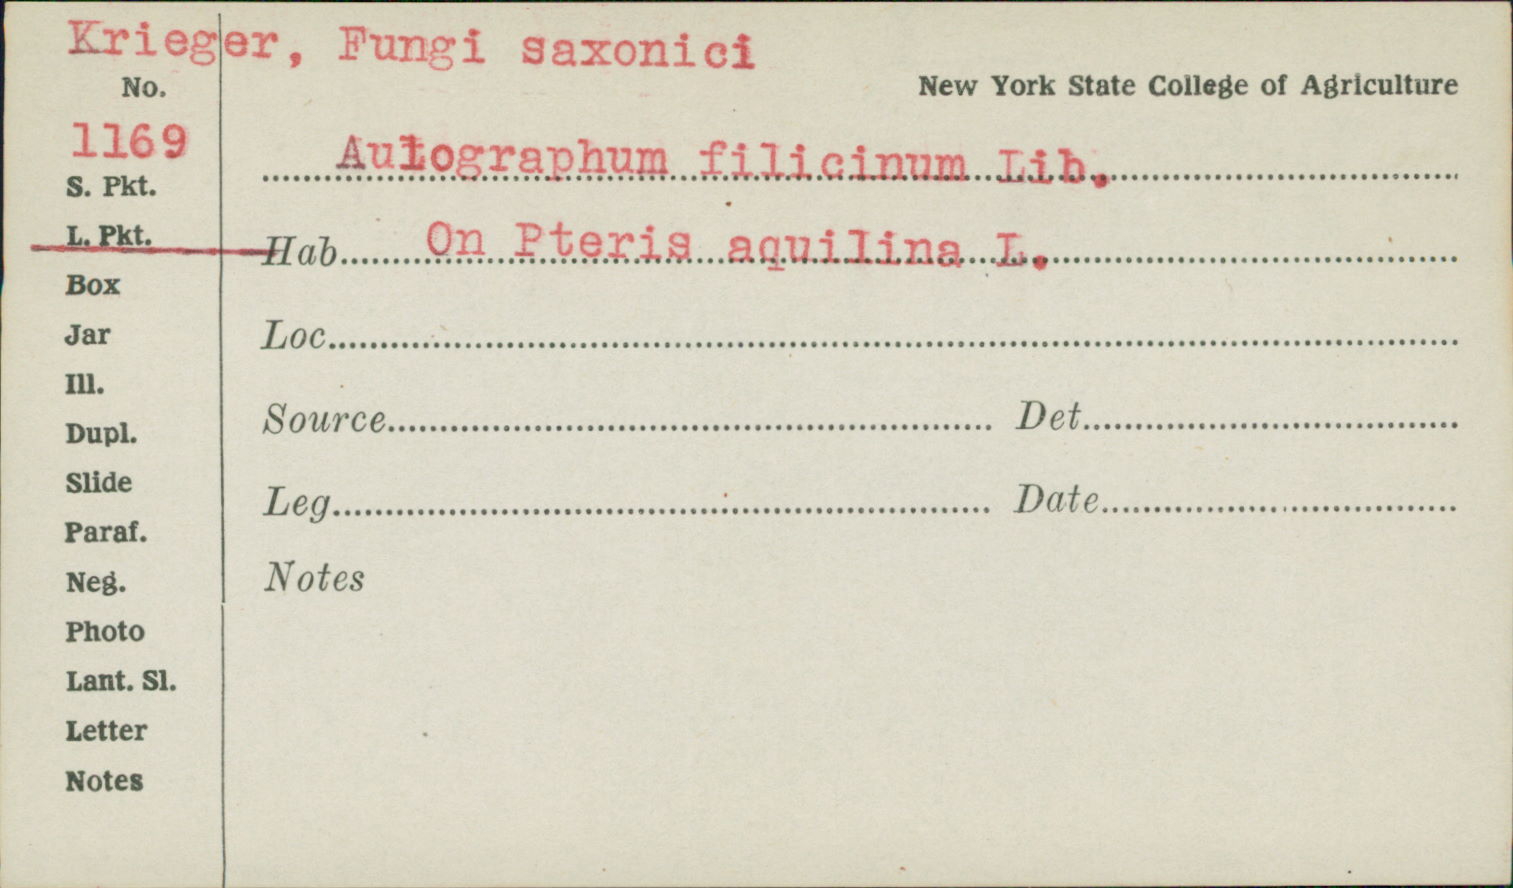 Krieger, Fungi saxonici
No.
New York State College of Agriculture
1169
Aulographum filicinum Lib.
S. Pkt.
L. Pkt.
Hab. On Pteris aquilina L.
Box
Jar
Loc.
Ill.
Source Det.
Dupl.
Slide
Leg. Date
Paraf.
Neg.
Notes
Photo
Lant. Sl.
Letter
Notes